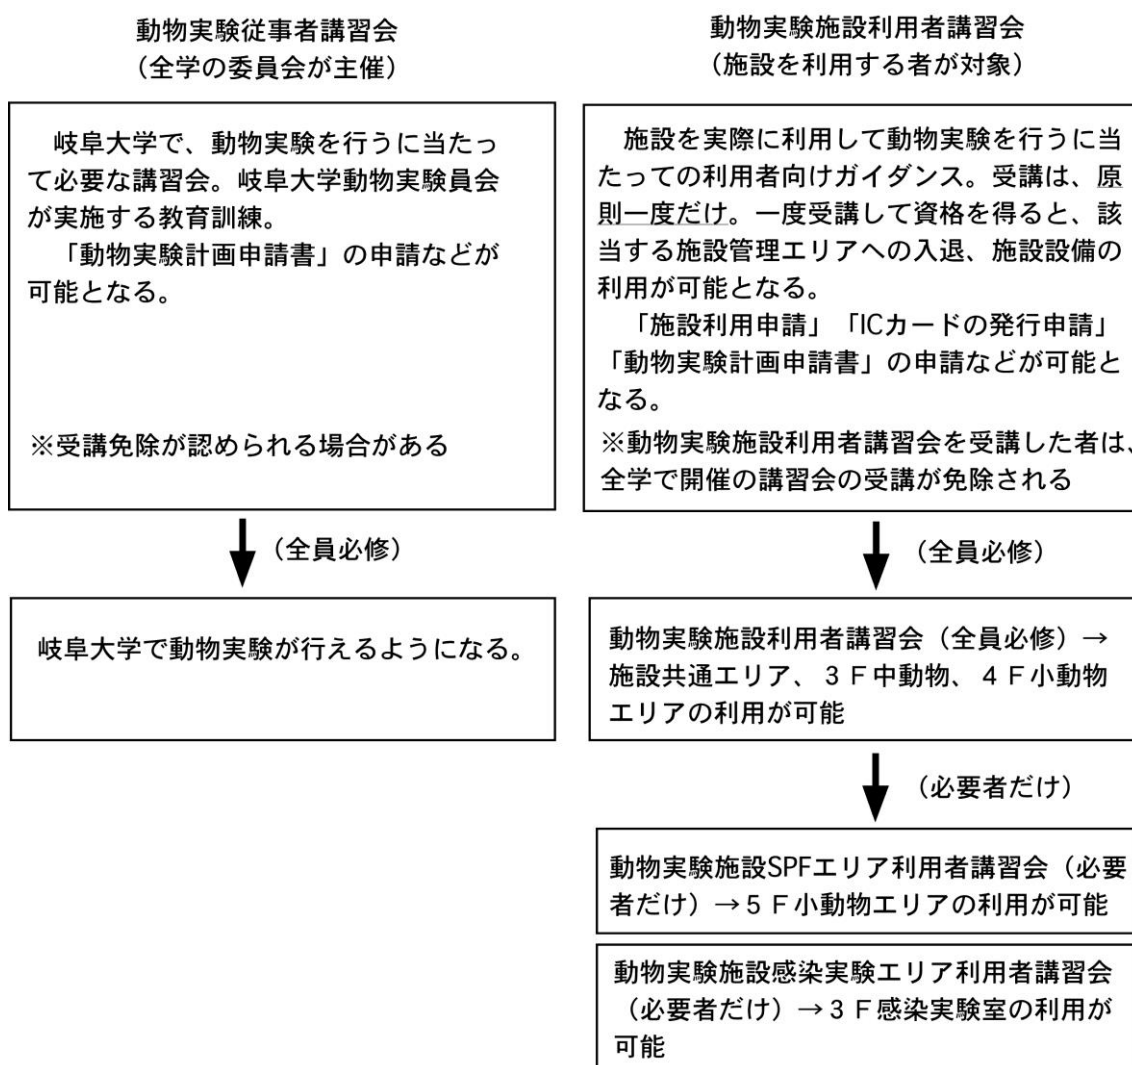 動物実験従事者講習会
（全学の委員会が主催）
岐阜大学で、動物実験を行うに当たっ
て必要な講習会。岐阜大学動物実験員会
が実施する教育訓練。
「動物実験計画申請書」の申請などが
可能となる。
※受講免除が認められる場合がある
（全員必修）
岐阜大学で動物実験が行えるようになる。
動物実験施設利用者講習会
（施設を利用する者が対象）
施設を実際に利用して動物実験を行うに当
たっての利用者向けガイダンス。受講は、原
則一度だけ。一度受講して資格を得ると、該
当する施設管理エリアへの入退、施設設備の
利用が可能となる。
「施設利用申請」「ICカードの発行申請」
「動物実験計画申請書」の申請などが可能と
なる。
※動物実験施設利用者講習会を受講した者は、
全学で開催の講習会の受講が免除される
（全員必修）
動物実験施設利用者講習会（全員必修）→
施設共通エリア、３Ｆ中動物、４Ｆ小動物
エリアの利用が可能
（必要者だけ）
動物実験施設SPFエリア利用者講習会（必要
者だけ）→５Ｆ小動物エリアの利用が可能
動物実験施設感染実験エリア利用者講習会
（必要者だけ）→３Ｆ感染実験室の利用が
可能